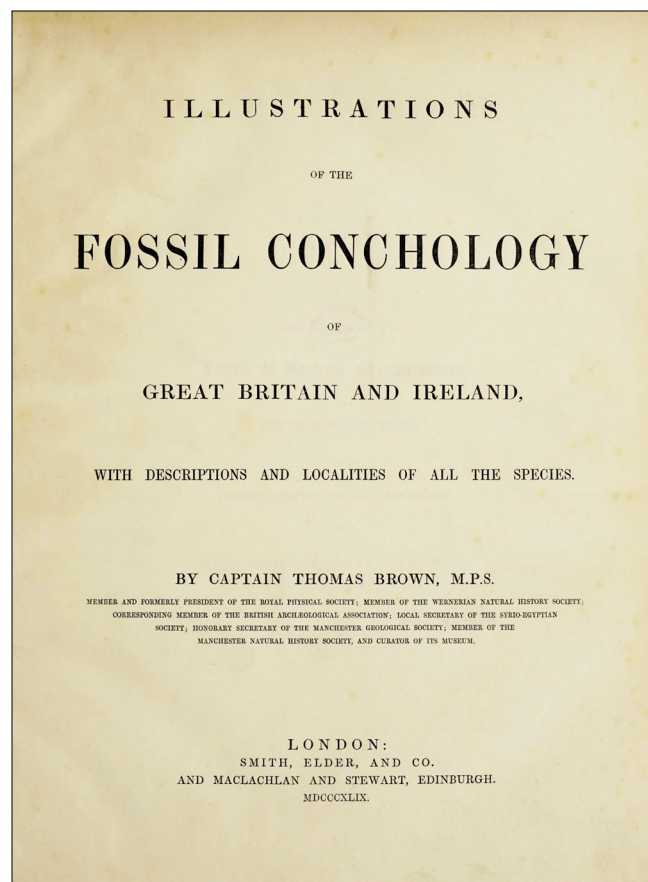 ILLUSTRATIONS
OF THE
FOSSIL CONCHOLOGY
OF
GREAT BRITAIN AND IRELAND,
WITH DESCRIPTIONS AND LOCALITIES OF ALL THE SPECIES.
BY CAPTAIN THOMAS BROWN, M.P.S.
MEMBER AND FORMERLY PRESIDENT OF THE ROYAL PHYSICAL SOCIETY; MEMBER OF THE WERNERIAN NATURAL HISTORY SOCIETY;
CORRESPONDING MEMBER OF THE BRITISH ARCHÆOLOGICAL ASSOCIATION; LOCAL SECRETARY OF THE SYRIO-EGYPTIAN
SOCIETY; HONORARY SECRETARY OF THE MANCHESTER GEOLOGICAL SOCIETY; MEMBER OF THE
MANCHESTER NATURAL HISTORY SOCIETY, AND CURATOR OF ITS MUSEUM.
LONDON:
SMITH, ELDER, AND CO.
AND MACLACHLAN AND STEWART, EDINBURGH.
MDCCCXLIX.